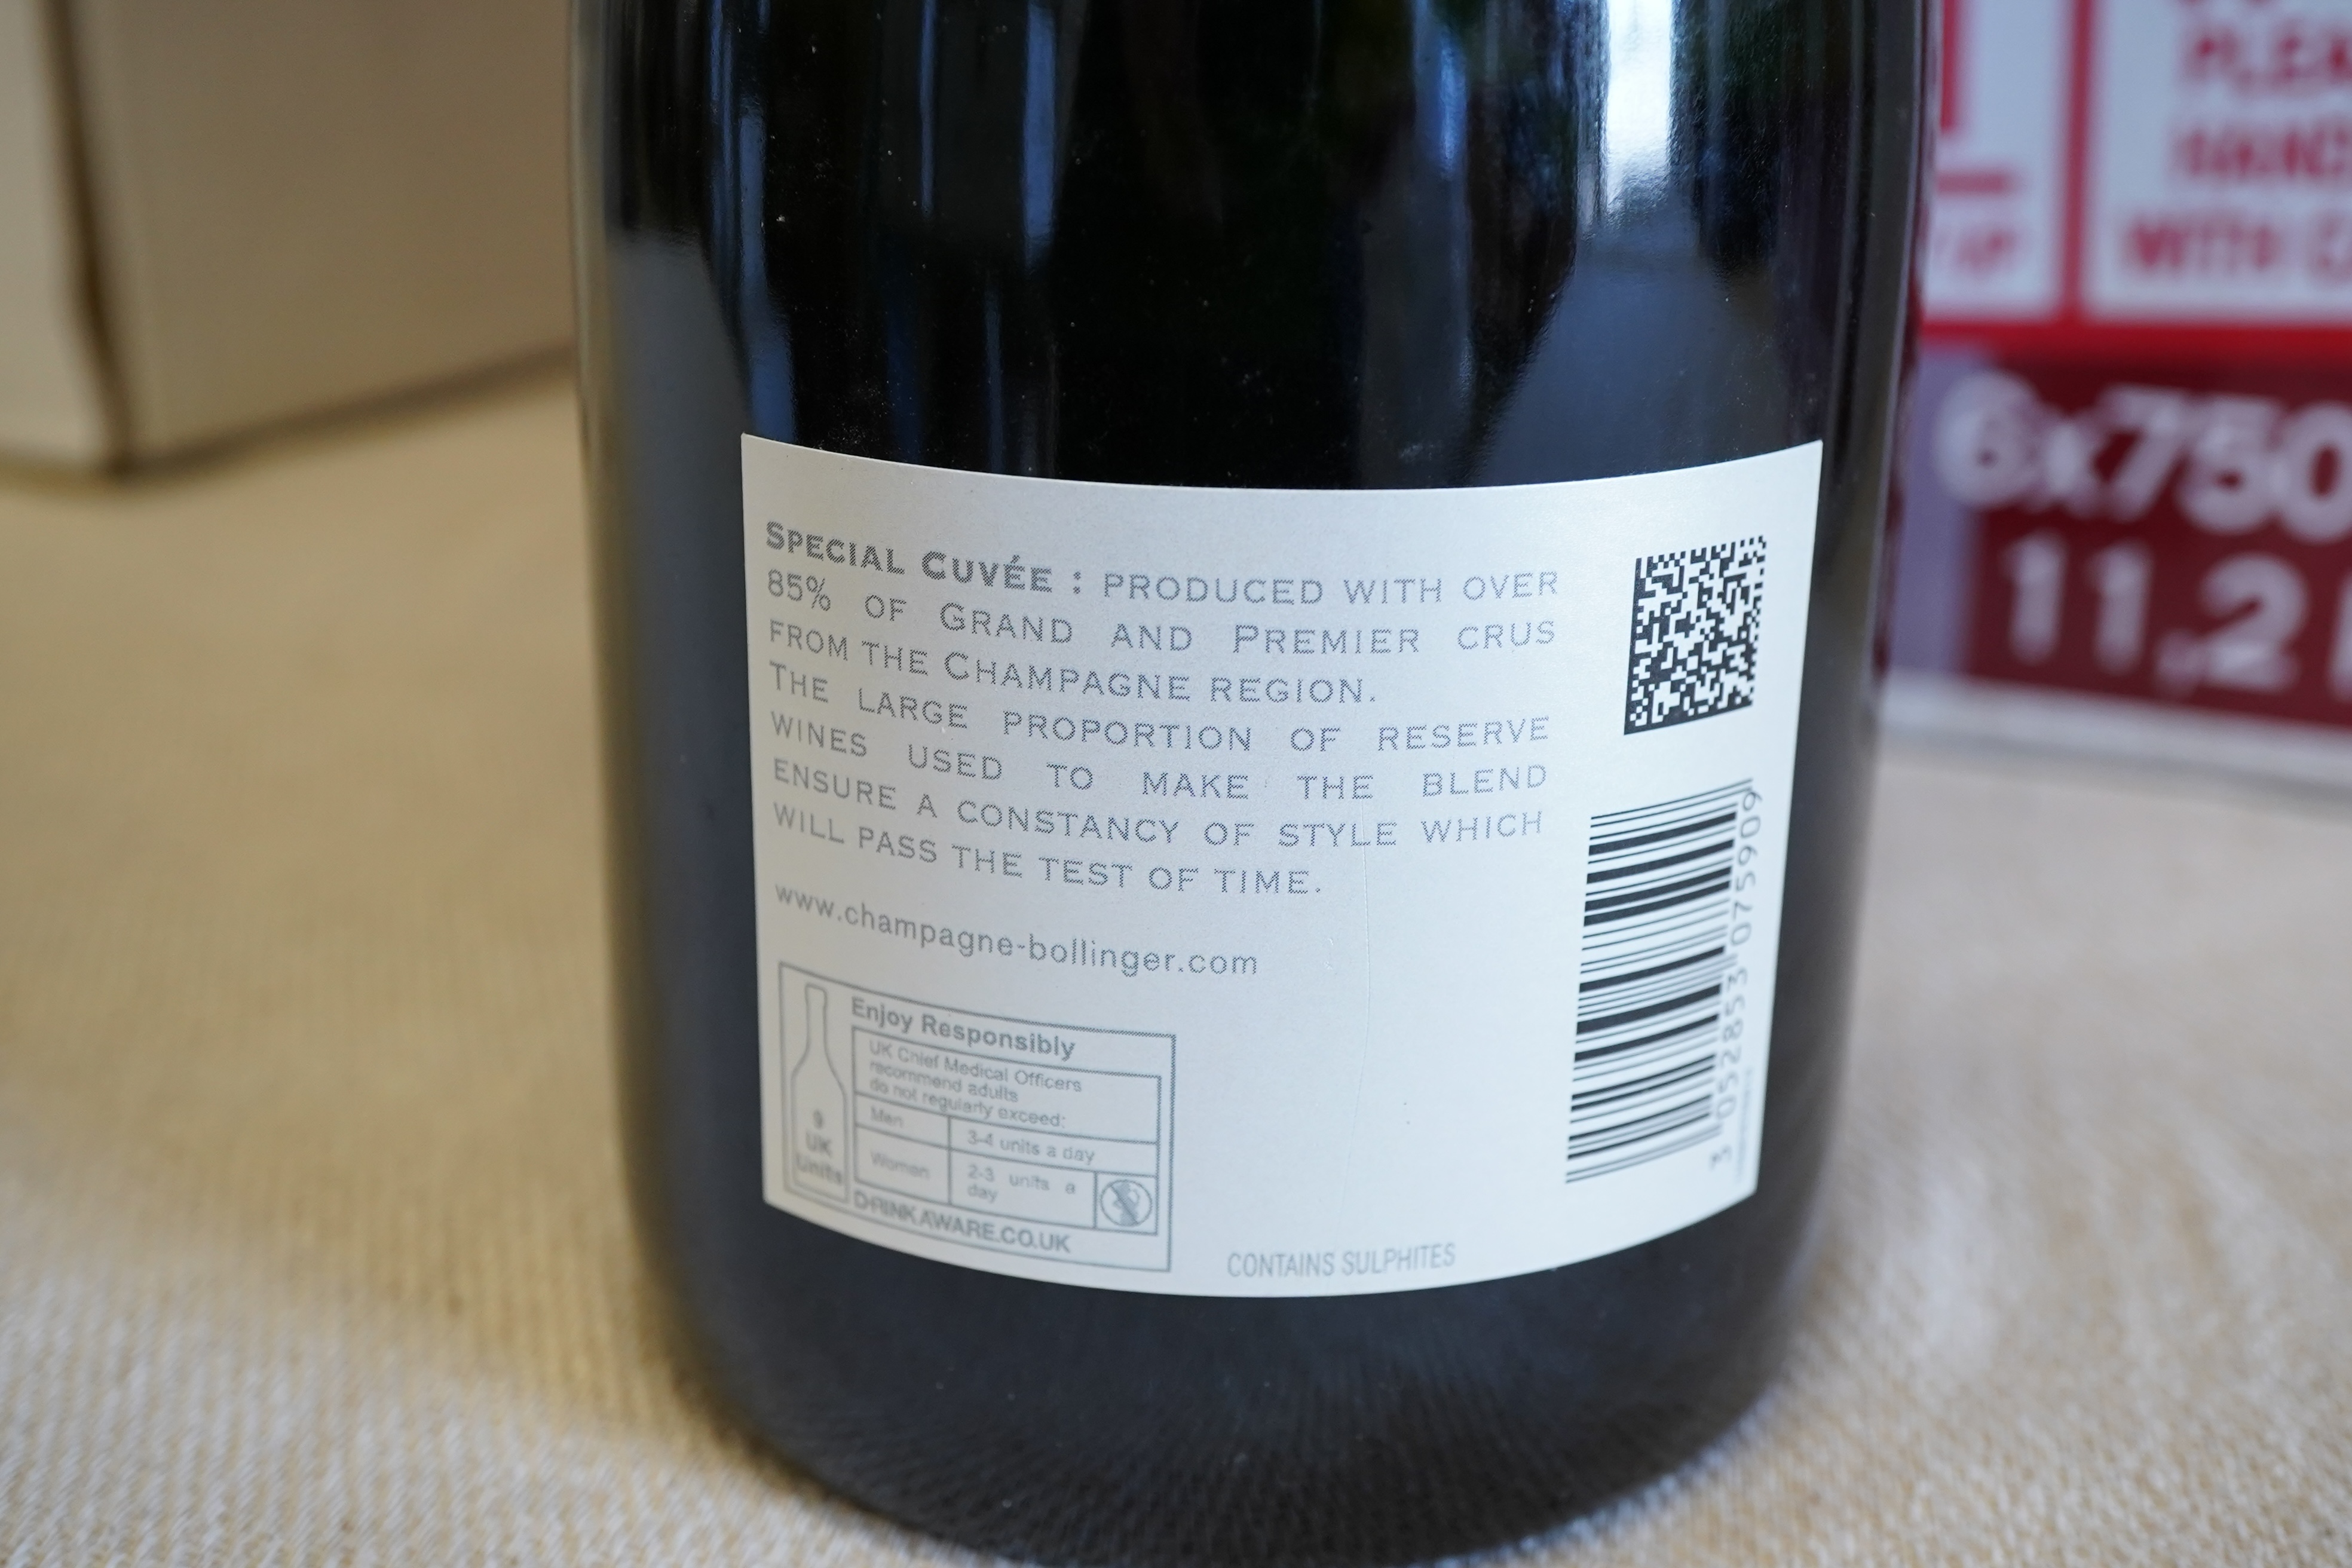 SPECIAL CUVÉE : PRODUCED WITH OVER
85% OF GRAND AND PREMIER CRUS
FROM THE CHAMPAGNE REGION.
THE LARGE PROPORTION OF RESERVE
WINES USED TO MAKE THE BLEND
ENSURE A CONSTANCY OF STYLE WHICH
WILL PASS THE TEST OF TIME.
www.champagne-bollinger.com
Enjoy Responsibly
UK Chief Medical Officers
recommend adults
do not regularly exceed:
Men
3-4 units a day
Women
2-3 units a
day
9
UK
Units
DRINKAWARE.CO.UK
CONTAINS SULPHITES
3 052853 075909
WITH
6x750
11,2